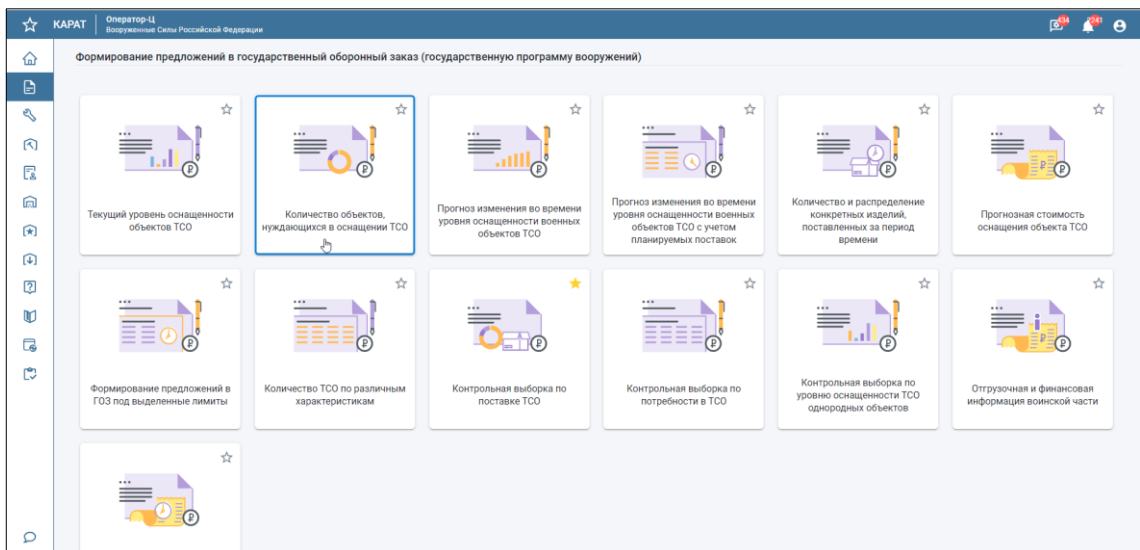 КАРАТ
Оператор-Ц
Вооруженные Силы Российской Федерации
434
2241
Формирование предложений в государственный оборонный заказ (государственную программу вооружений)
Текущий уровень оснащенности
объектов ТСО
Количество объектов,
нуждающихся в оснащении ТСО
Прогноз изменения во времени
уровня оснащенности военных
объектов ТСО
Прогноз изменения во времени
уровня оснащенности военных
объектов ТСО с учетом
планируемых поставок
Количество и распределение
конкретных изделий,
поставленных за период
времени
Прогнозная стоимость
оснащения объекта ТСО
Формирование предложений в
ГОЗ под выделенные лимиты
Количество ТСО по различным
характеристикам
Контрольная выборка по
поставке ТСО
Контрольная выборка по
потребности в ТСО
Контрольная выборка по
уровню оснащенности ТСО
однородных объектов
Отгрузочная и финансовая
информация воинской части